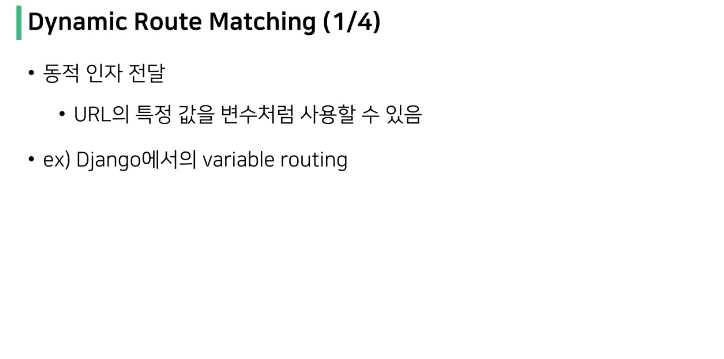 Dynamic Route Matching (1/4)
• 동적 인자 전달
• URL의 특정 값을 변수처럼 사용할 수 있음
• ex) Django에서의 variable routing